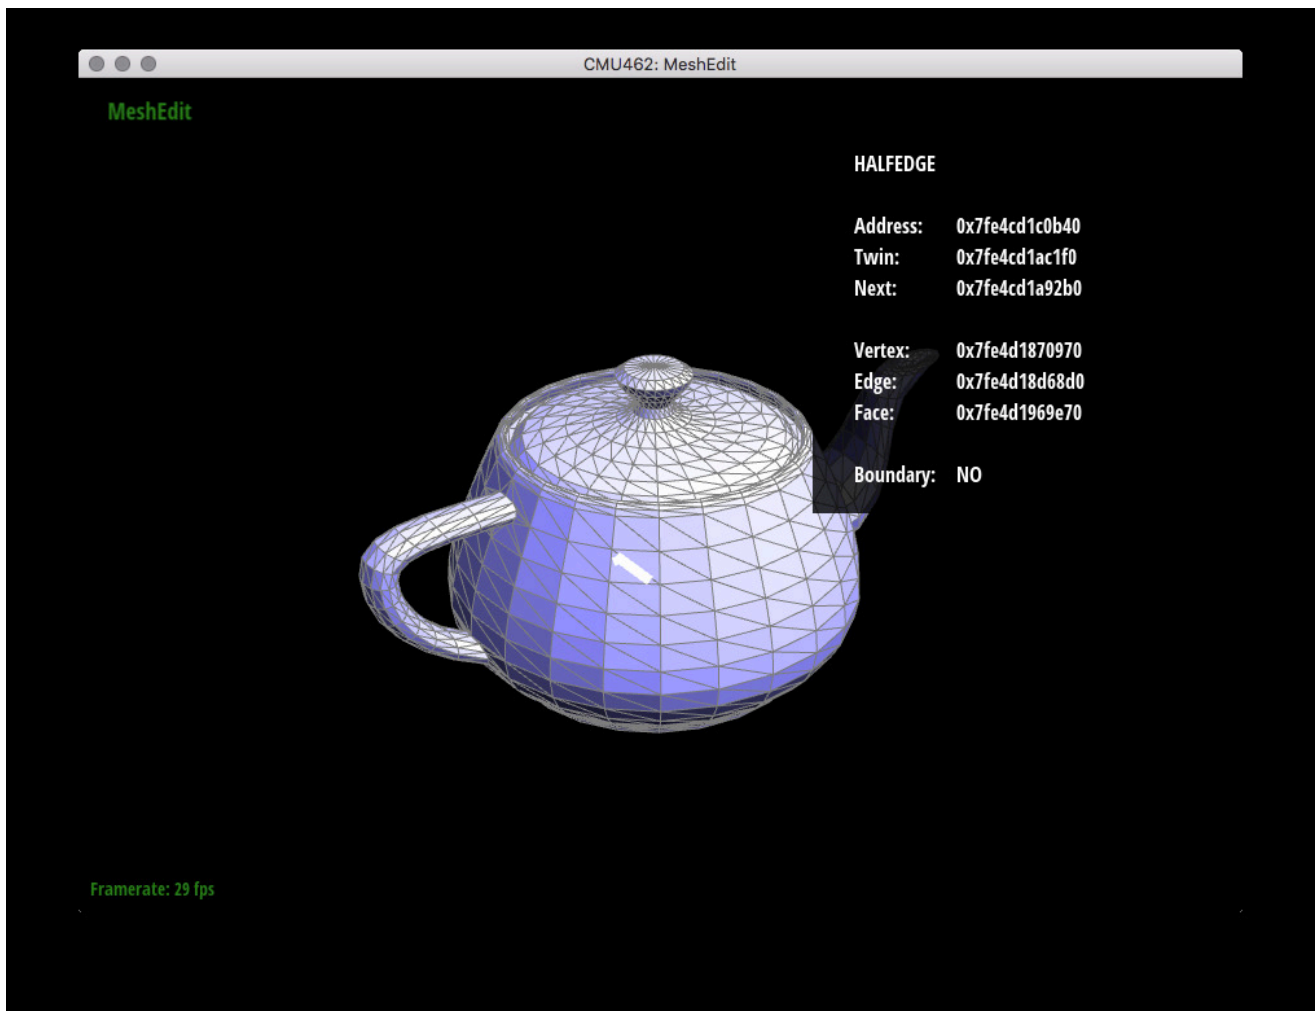 CMU462: MeshEdit
MeshEdit
HALFEDGE
Address: 0x7fe4cd1c0b40
Twin: 0x7fe4cd1ac1f0
Next: 0x7fe4cd1a92b0
Vertex: 0x7fe4d1870970
Edge: 0x7fe4d18d68d0
Face: 0x7fe4d1969e70
Boundary: NO
Framerate: 29 fps